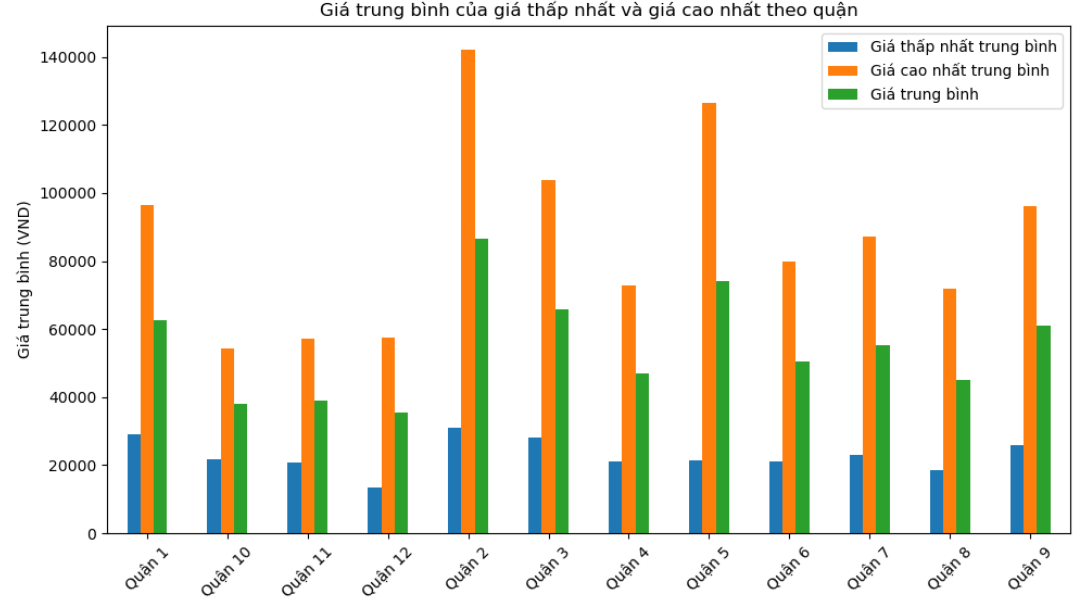 Giá trung bình của giá thấp nhất và giá cao nhất theo quận
Giá thấp nhất trung bình
Giá cao nhất trung bình
Giá trung bình
Giá trung bình (VND)
140000
120000
100000
80000
60000
40000
20000
0
Quận 1
Quận 10
Quận 11
Quận 12
Quận 2
Quận 3
Quận 4
Quận 5
Quận 6
Quận 7
Quận 8
Quận 9